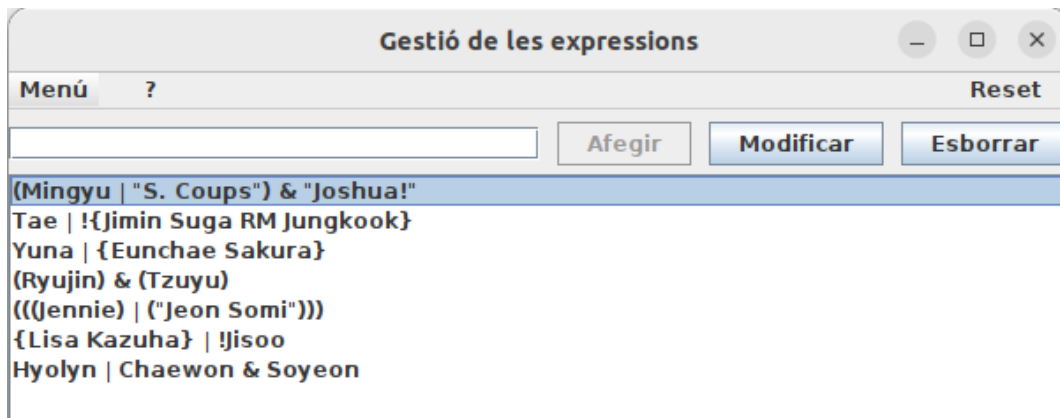 Gestió de les expressions
Menú ? Reset
Afegir Modificar Esborrar
(Mingyu | "S. Coups") & "Joshua!"
Tae | !{Jimin Suga RM Jungkook}
Yuna | {Eunchae Sakura}
(Ryujin) & (Tzuyu)
(((Jennie) | ("Jeon Somi")))
{Lisa Kazuha} | !Jisoo
Hyolyn | Chaewon & Soyeon